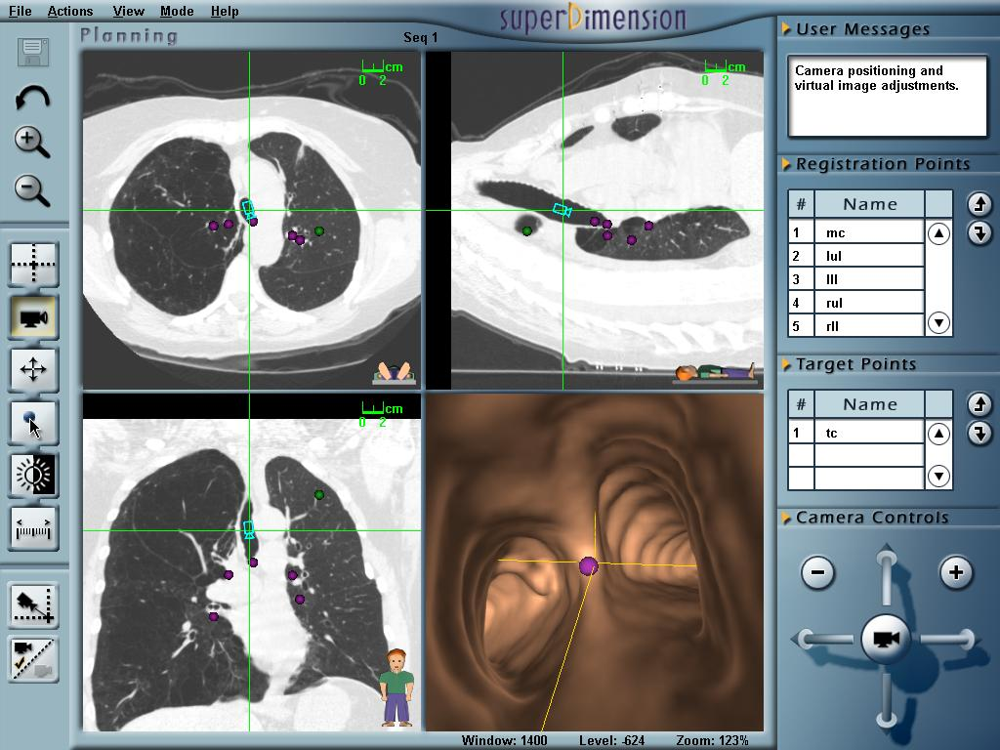 File Actions View Mode Help
superDimension
Planning
Seq 1
cm
0 2
cm
0 2
cm
0 2
Window: 1400 Level: -624 Zoom: 123%
User Messages
Camera positioning and
virtual image adjustments.
Registration Points
# Name
1 mc
2 lul
3 lll
4 rul
5 rll
Target Points
# Name
1 tc
Camera Controls